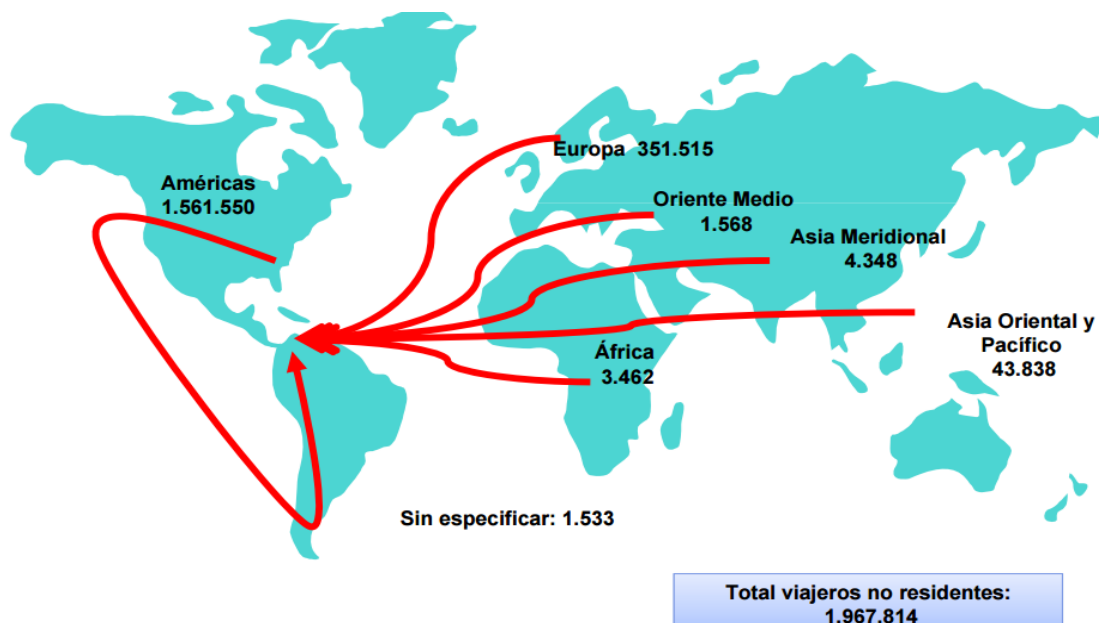 Europa 351.515
Américas
1.561.550
Oriente Medio
1.568
Asia Meridional
4.348
Asia Oriental y
Pacífico
43.838
África
3.462
Sin especificar: 1.533
Total viajeros no residentes:
1.967.814